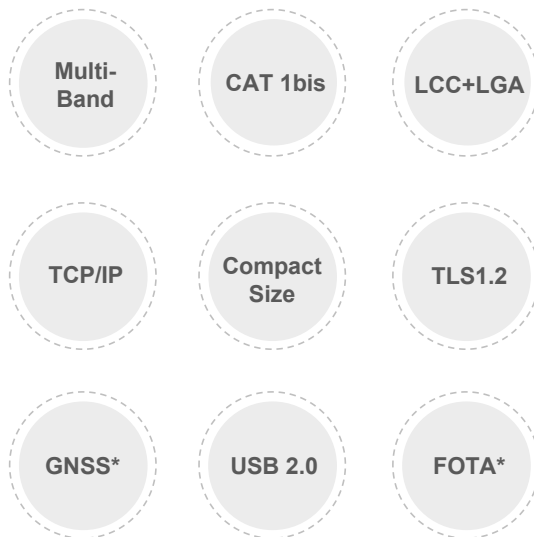 Multi-
Band
CAT 1bis
LCC+LGA
TCP/IP
Compact
Size
TLS1.2
GNSS*
USB 2.0
FOTA*